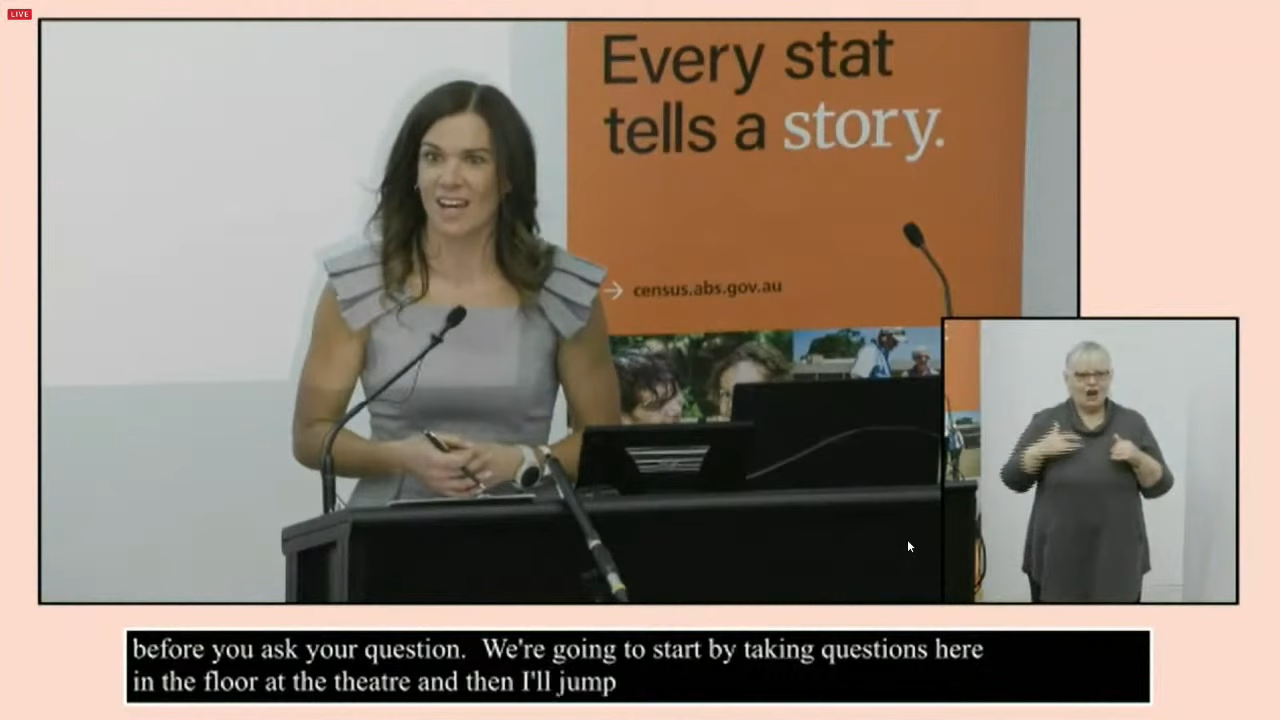 LIVE
Every stat
tells a story.
→ census.abs.gov.au
before you ask your question.  We're going to start by taking questions here
in the floor at the theatre and then I'll jump